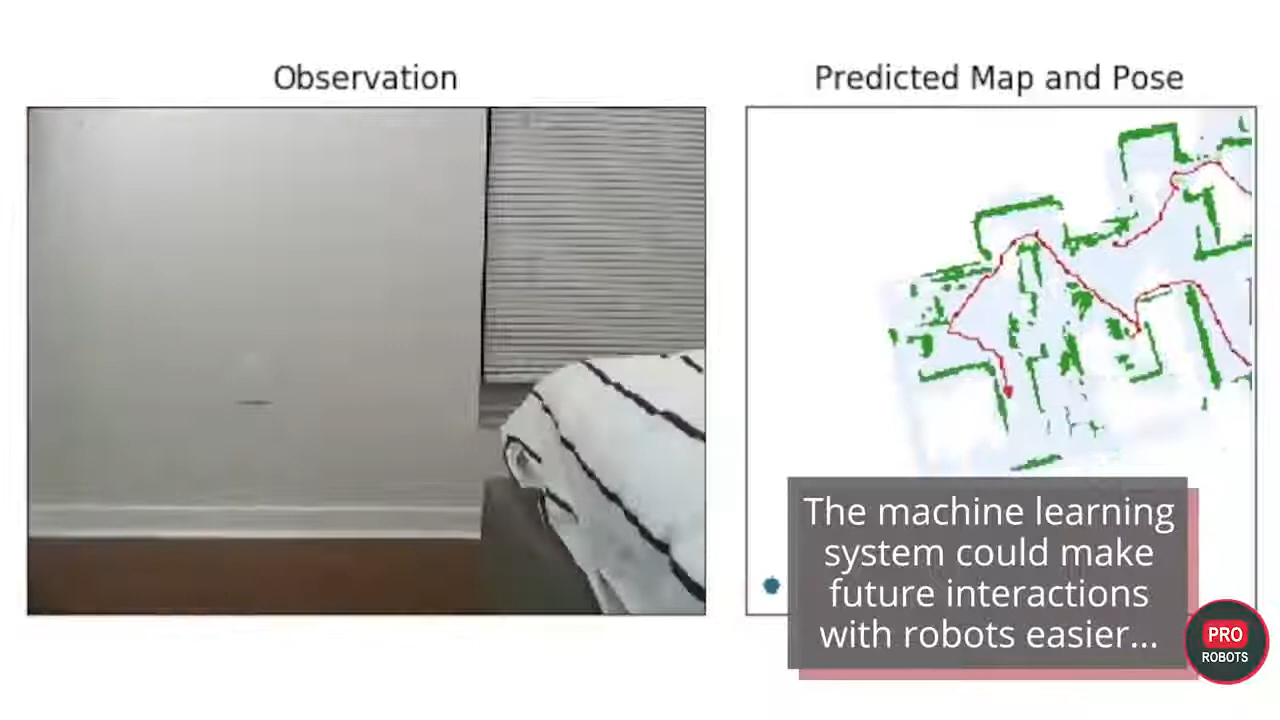 Observation
Predicted Map and Pose
The machine learning
system could make
future interactions
with robots easier...
PRO
ROBOTS